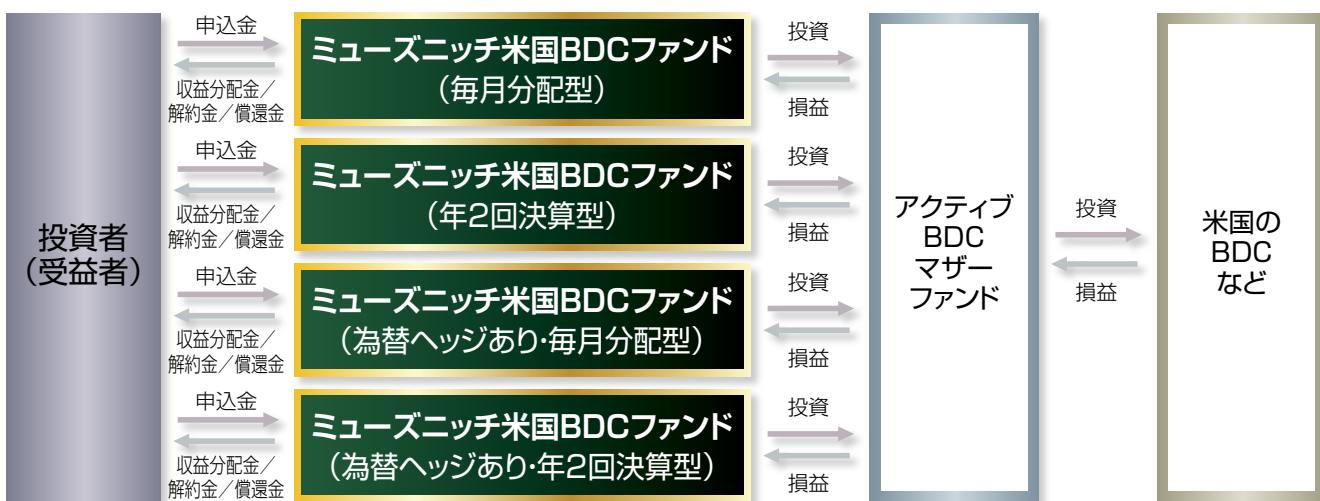 投資者
（受益者）
申込金
収益分配金／
解約金／償還金
ミューズニッチ米国BDCファンド
（毎月分配型）
投資
損益
申込金
収益分配金／
解約金／償還金
ミューズニッチ米国BDCファンド
（年2回決算型）
投資
損益
申込金
収益分配金／
解約金／償還金
ミューズニッチ米国BDCファンド
（為替ヘッジあり・毎月分配型）
投資
損益
申込金
収益分配金／
解約金／償還金
ミューズニッチ米国BDCファンド
（為替ヘッジあり・年2回決算型）
投資
損益
アクティブ
BDC
マザー
ファンド
投資
損益
米国の
BDC
など